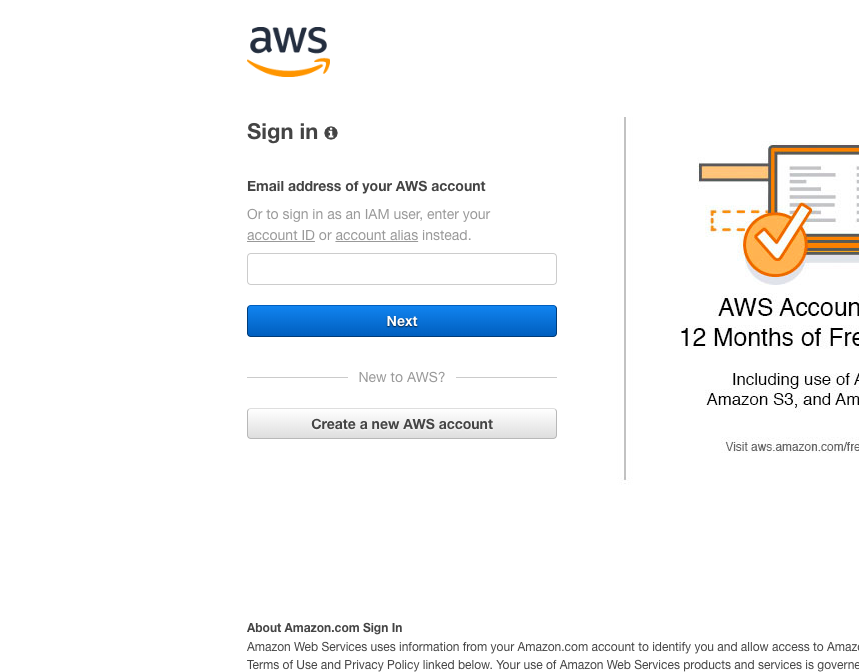 aws
Sign in
Email address of your AWS account
Or to sign in as an IAM user, enter your
account ID or account alias instead.
Next
New to AWS?
Create a new AWS account
AWS Accoun
12 Months of Fre
Including use of A
Amazon S3, and Am
Visit aws.amazon.com/fre
About Amazon.com Sign In
Amazon Web Services uses information from your Amazon.com account to identify you and allow access to Amazo
Terms of Use and Privacy Policy linked below. Your use of Amazon Web Services products and services is governe